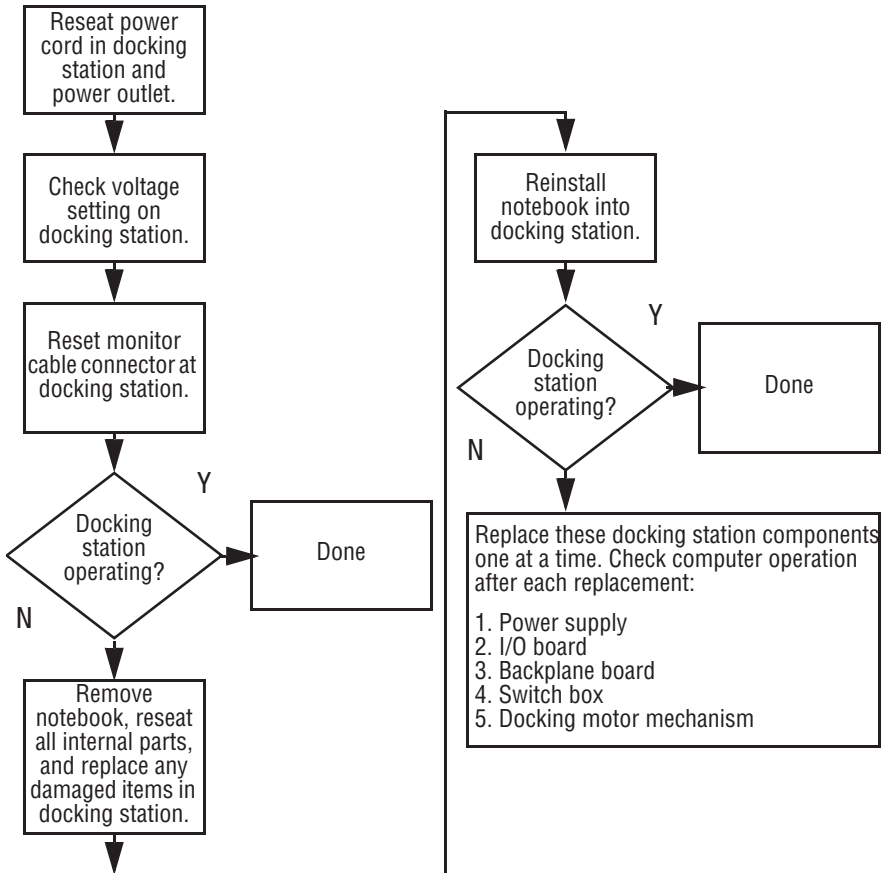 Reseat power
cord in docking
station and
power outlet.
Check voltage
setting on
docking station.
Reset monitor
cable connector at
docking station.
Docking
station
operating?
Y
Done
N
Remove
notebook, reseat
all internal parts,
and replace any
damaged items in
docking station.
Reinstall
notebook into
docking station.
Docking
station
operating?
Y
Done
N
Replace these docking station components
one at a time. Check computer operation
after each replacement:
1. Power supply
2. I/O board
3. Backplane board
4. Switch box
5. Docking motor mechanism